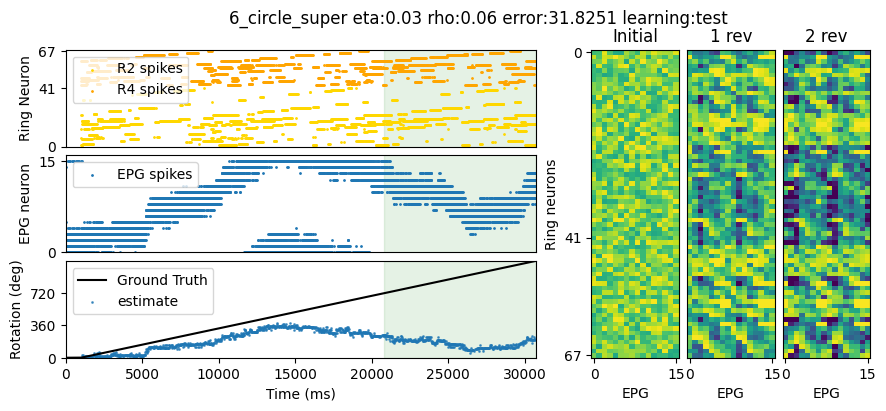 6_circle_super eta:0.03 rho:0.06 error:31.8251 learning:test
Initial
1 rev
2 rev
Ring Neuron
67
41
0
R2 spikes
R4 spikes
EPG neuron
15
0
EPG spikes
Rotation (deg)
720
360
0
Ground Truth
estimate
0 5000 10000 15000 20000 25000 30000
Time (ms)
Ring neurons
0
41
67
0 15 0 15 0 15
EPG EPG EPG